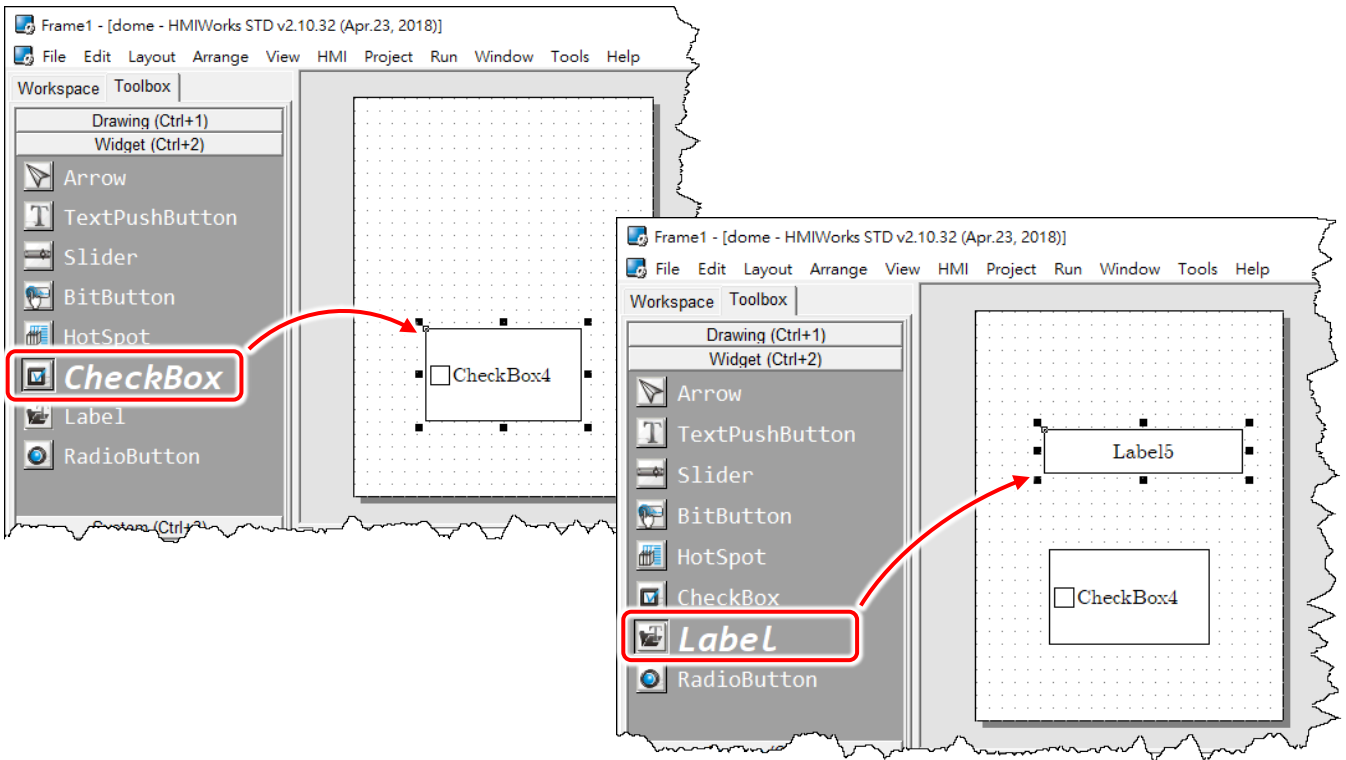 Frame1 - [dome - HMIWorks STD v2.10.32 (Apr.23, 2018)]
File Edit Layout Arrange View HMI Project Run Window Tools Help
Workspace Toolbox
Drawing (Ctrl+1)
Widget (Ctrl+2)
Arrow
TextPushButton
Slider
BitButton
HotSpot
CheckBox
Label
RadioButton
CheckBox4
Frame1 - [dome - HMIWorks STD v2.10.32 (Apr.23, 2018)]
File Edit Layout Arrange View HMI Project Run Window Tools Help
Workspace Toolbox
Drawing (Ctrl+1)
Widget (Ctrl+2)
Arrow
TextPushButton
Slider
BitButton
HotSpot
CheckBox
Label
RadioButton
Label5
CheckBox4